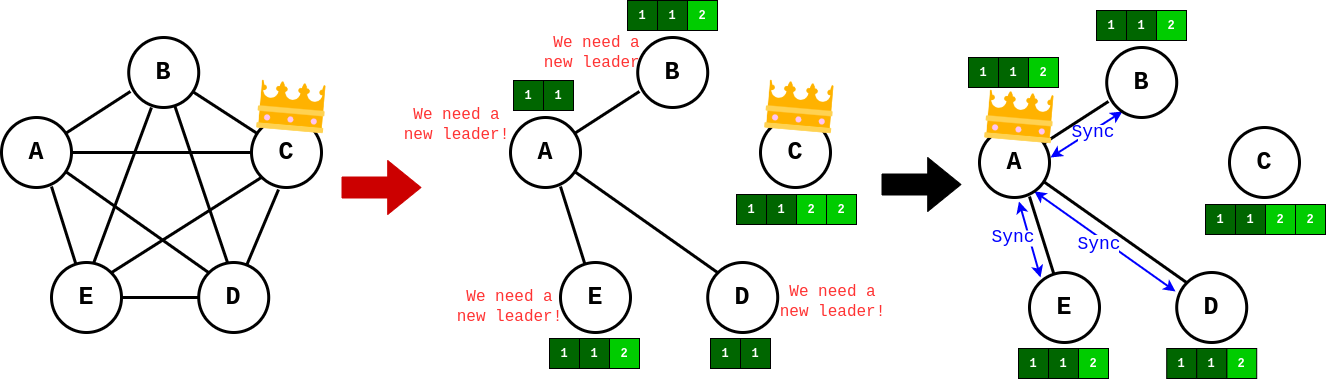 B
A
C
E
D
1 1 2
We need a
new leader
B
1 1
We need a
new leader!
A
C
1 1 2 2
We need a
new leader!
E
1 1 2
D
We need a
new leader!
1 1
1 1 2
B
1 1 2
A
Sync
C
1 1 2 2
Sync
Sync
E
1 1 2
D
1 1 2